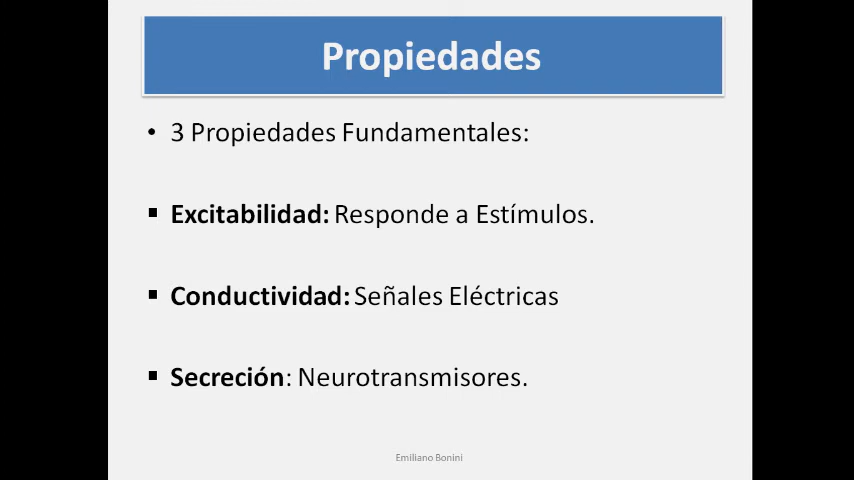 Propiedades
• 3 Propiedades Fundamentales:
▪ Excitabilidad: Responde a Estímulos.
▪ Conductividad: Señales Eléctricas
▪ Secreción: Neurotransmisores.
Emiliano Bonini